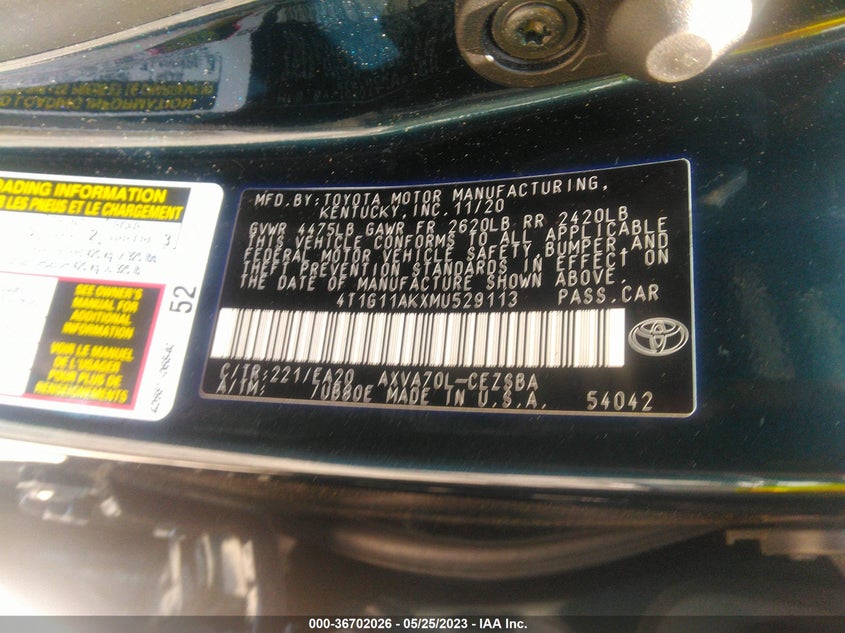 OADING INFORMATION
LES PNEUS ET LE CHARGEMENT
SEE OWNER'S
MANUAL FOR
ADDITIONAL
INFORMATION
VOIR LE MANUEL
DE L'USAGER
POUR PLUS DE
RENSEIGNEMENTS
52
MFD.BY:TOYOTA MOTOR MANUFACTURING,
KENTUCKY, INC. 11/20
GVWR 4475LB GAWR FR 2620LB RR 2420LB
THIS VEHICLE CONFORMS TO ALL APPLICABLE
FEDERAL MOTOR VEHICLE SAFETY, BUMPER, AND
THEFT PREVENTION STANDARDS IN EFFECT ON
THE DATE OF MANUFACTURE SHOWN ABOVE.
4T1G11AKXMU529113 PASS.CAR
C/TR:221/EA20 AXVA70L-CEZSBA
A/TM: MADE IN U.S.A. 54042
000-36702026 - 05/25/2023 - IAA Inc.